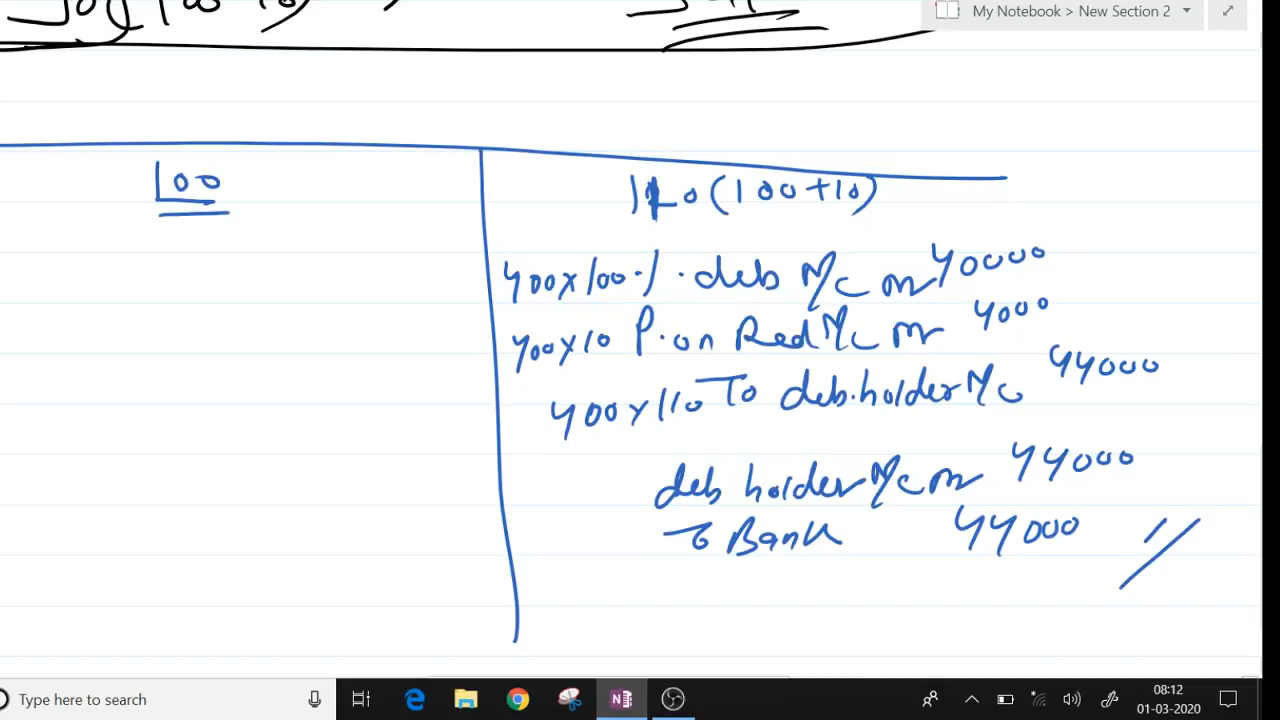 My Notebook > New Section 2
100
110 (100+10)
400x100 ./. deb A/c Dr 40000
400x10 P. on Red A/c Dr 4000
400x110 To deb. holder A/c 44000
deb holder A/c Dr 44000
To Bank 44000
Type here to search
08:12
01-03-2020